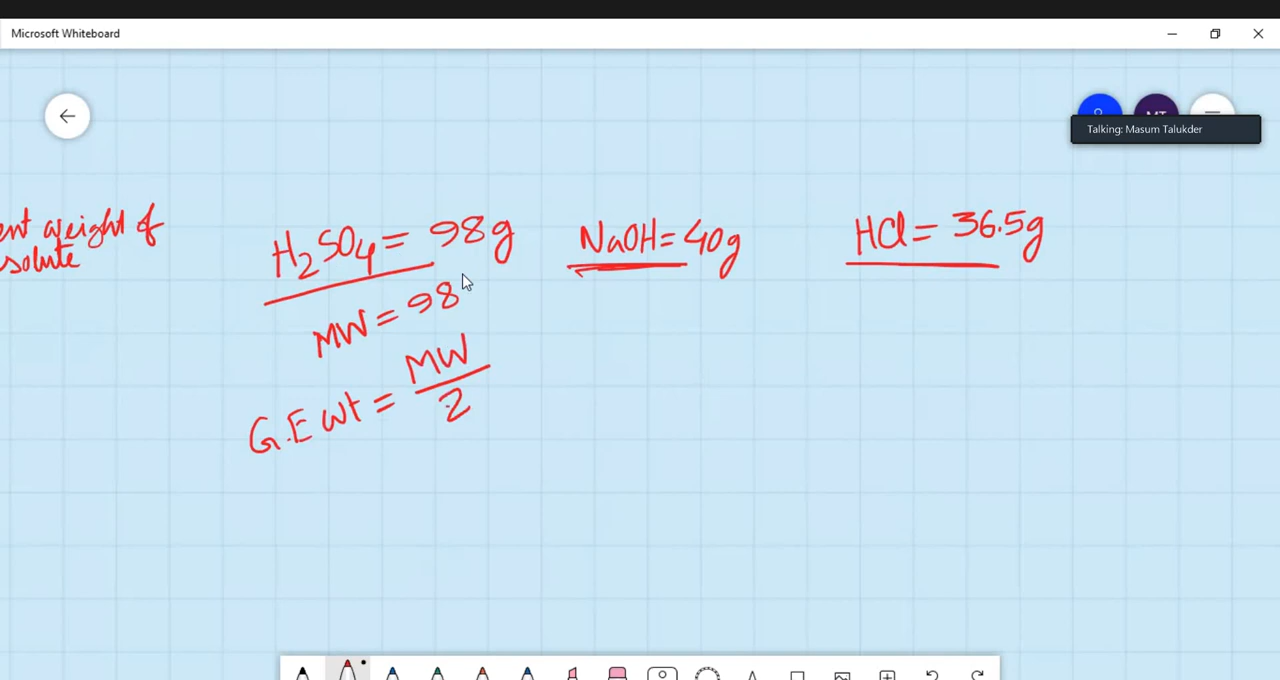 Microsoft Whiteboard
Talking: Masum Talukder
ent weight of
solute
H2SO4 = 98g
NaOH = 40g
HCl = 36.5g
MW = 98
G.E wt = MW
2